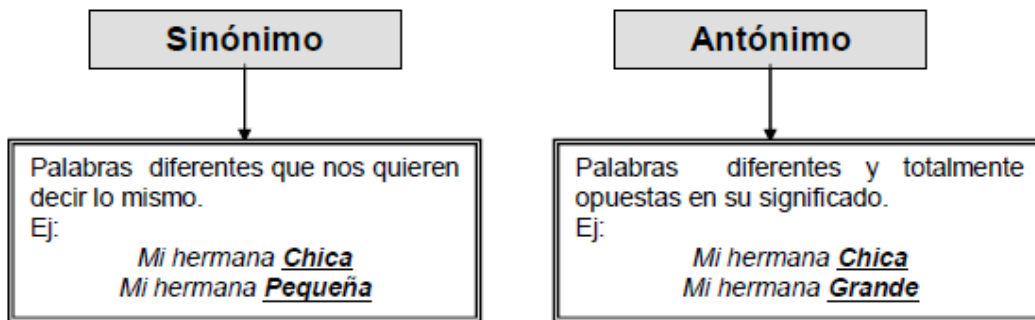 Sinónimo
Palabras diferentes que nos quieren
decir lo mismo.
Ej:
Mi hermana Chica
Mi hermana Pequeña
Antónimo
Palabras diferentes y totalmente
opuestas en su significado.
Ej:
Mi hermana Chica
Mi hermana Grande